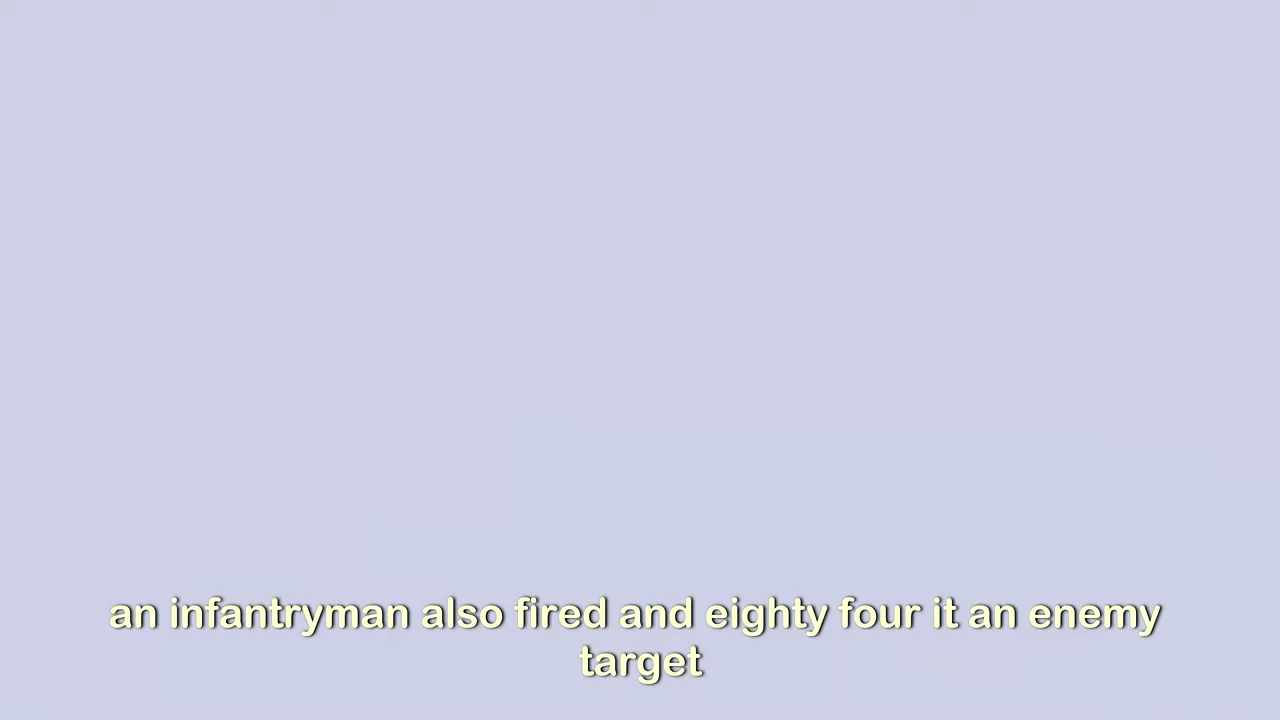 an infantryman also fired and eighty four it an enemy
target